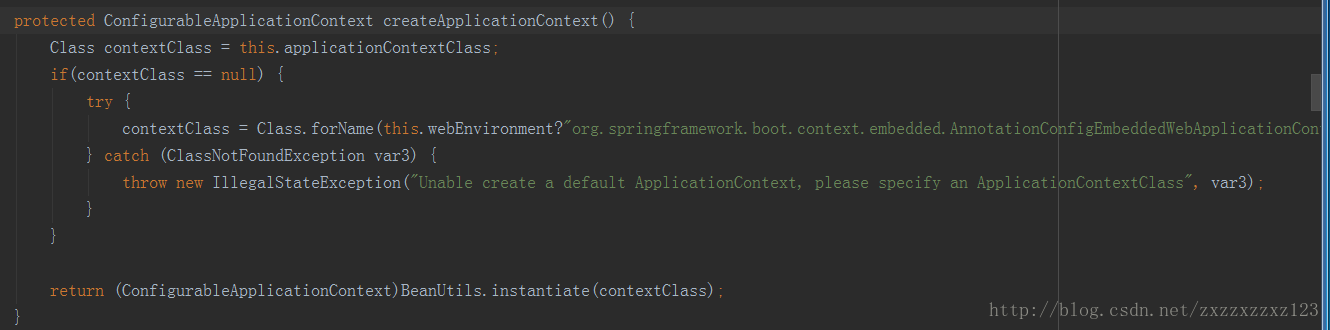 protected ConfigurableApplicationContext createApplicationContext() {
    Class contextClass = this.applicationContextClass;
    if(contextClass == null) {
        try {
            contextClass = Class.forName(this.webEnvironment?"org.springframework.boot.context.embedded.AnnotationConfigEmbeddedWebApplicationCon
        } catch (ClassNotFoundException var3) {
            throw new IllegalStateException("Unable create a default ApplicationContext, please specify an ApplicationContextClass", var3);
        }
    }
    return (ConfigurableApplicationContext)BeanUtils.instantiate(contextClass);
http://blog.csdn.net/zxzzxzzxz123
}